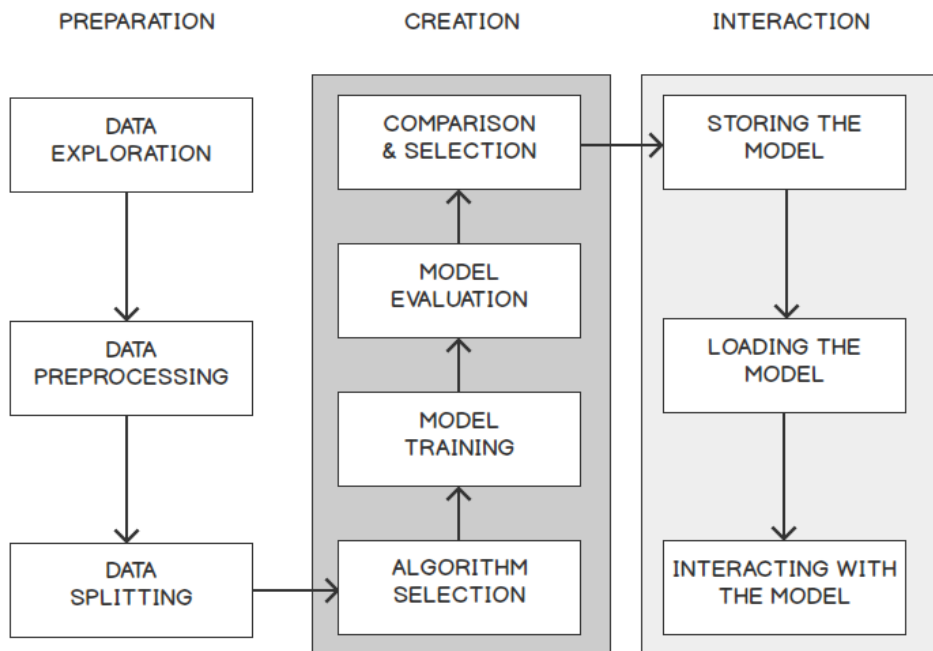 PREPARATION
CREATION
INTERACTION
DATA
EXPLORATION
DATA
PREPROCESSING
DATA
SPLITTING
COMPARISON
& SELECTION
MODEL
EVALUATION
MODEL
TRAINING
ALGORITHM
SELECTION
STORING THE
MODEL
LOADING THE
MODEL
INTERACTING WITH
THE MODEL